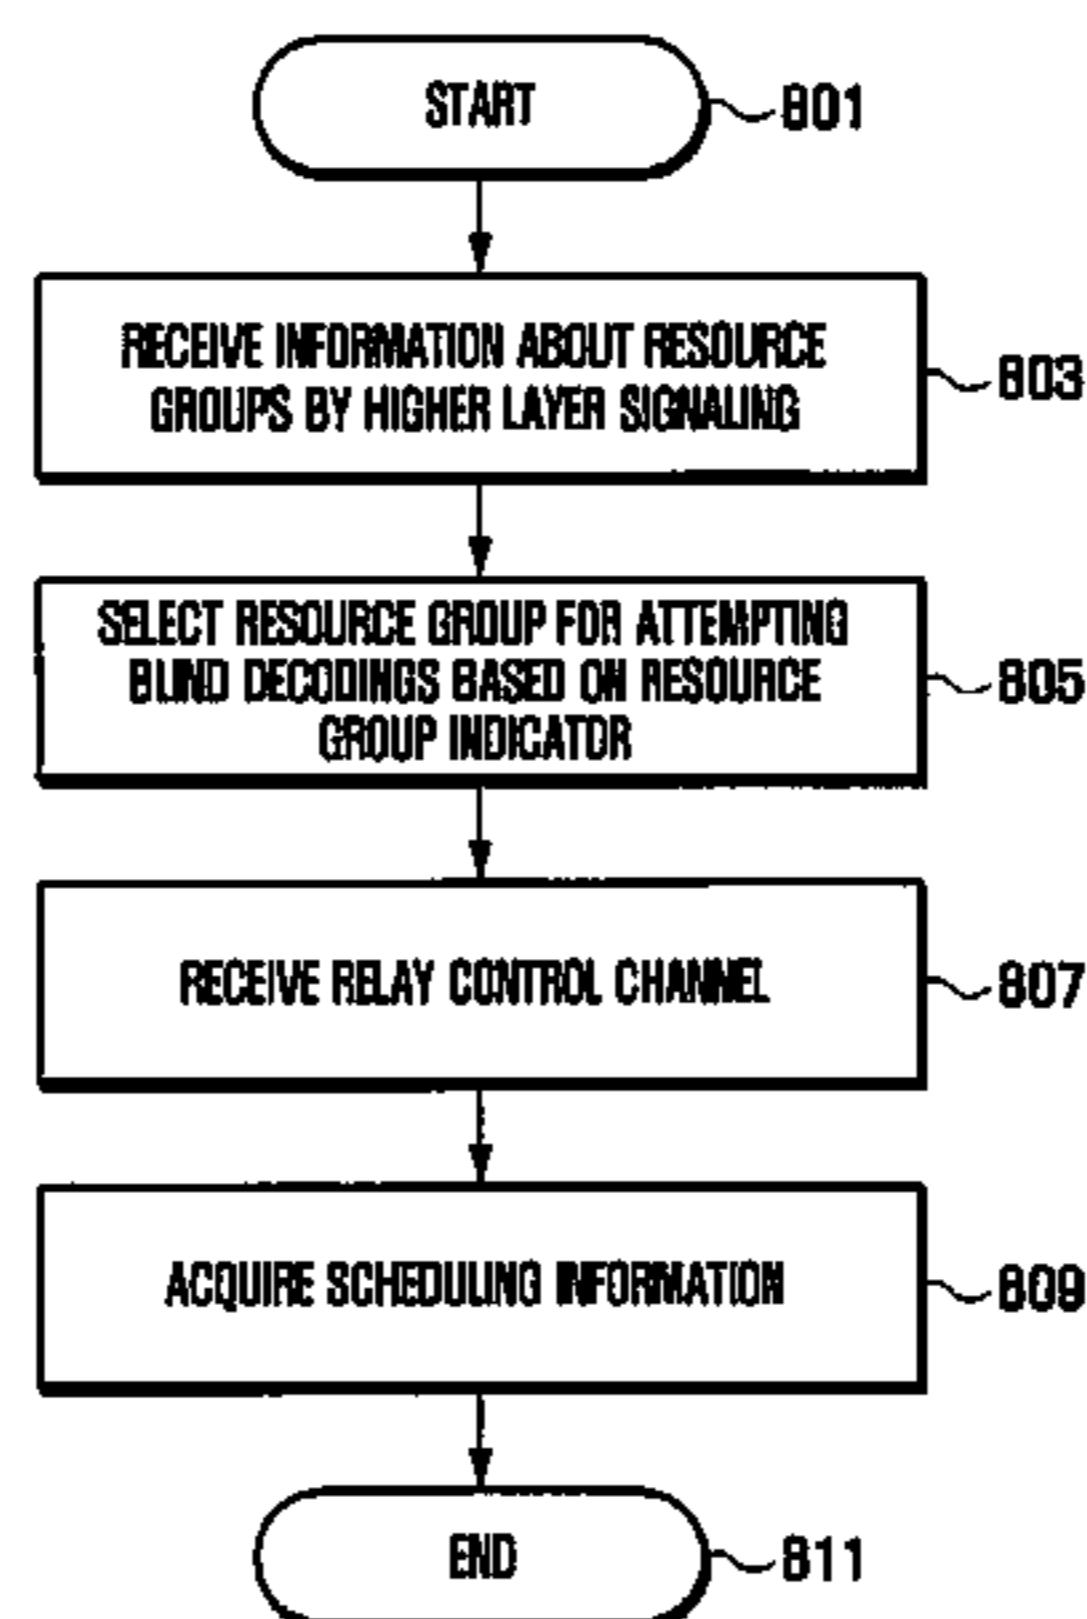 START
801
RECEIVE INFORMATION ABOUT RESOURCE
GROUPS BY HIGHER LAYER SIGNALING
803
SELECT RESOURCE GROUP FOR ATTEMPTING
BLIND DECODINGS BASED ON RESOURCE
GROUP INDICATOR
805
RECEIVE RELAY CONTROL CHANNEL
807
ACQUIRE SCHEDULING INFORMATION
809
END
811